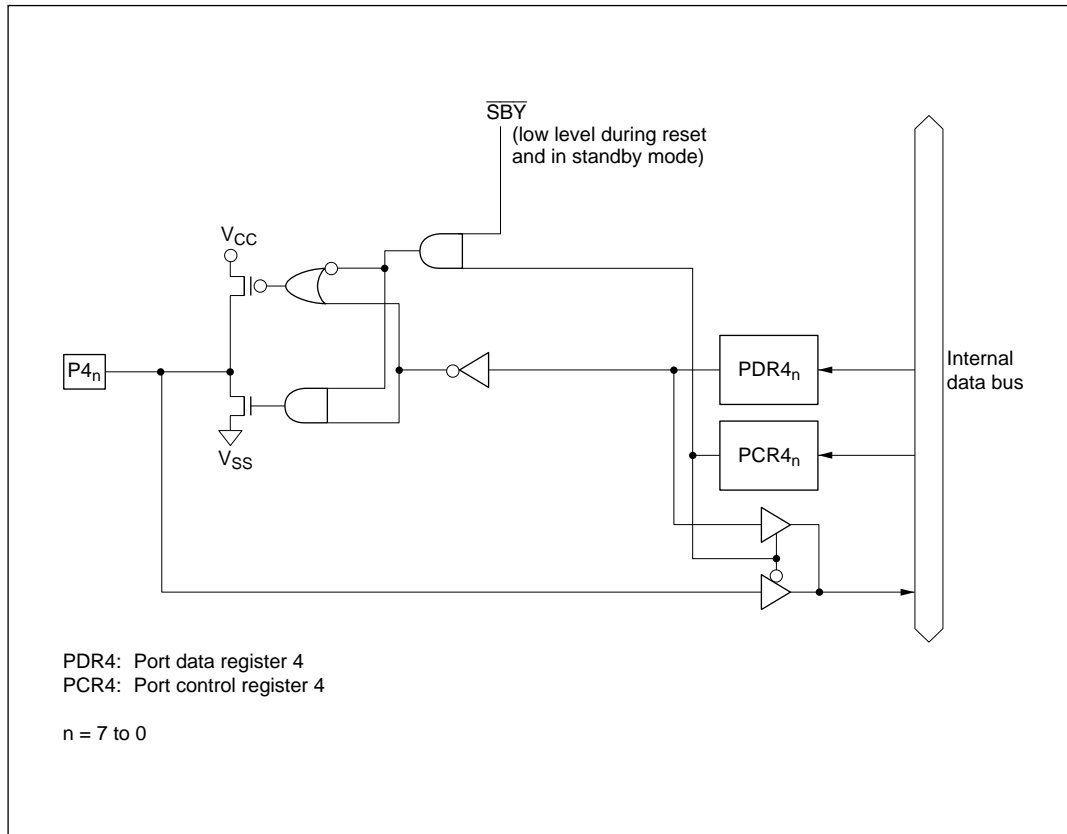 S̅B̅Y̅
(low level during reset
and in standby mode)
VCC
P4n
VSS
PDR4n
PCR4n
Internal
data bus
PDR4: Port data register 4
PCR4: Port control register 4
n = 7 to 0